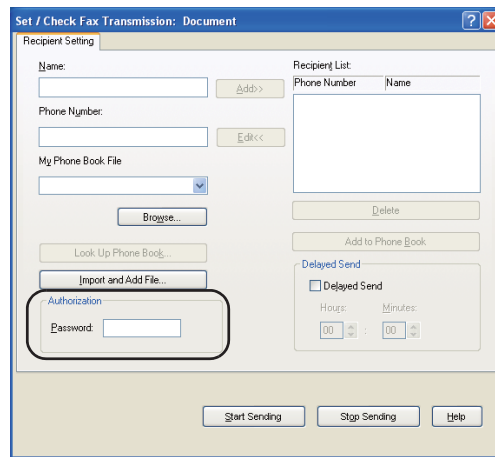 Set / Check Fax Transmission: Document
Recipient Setting
Name:
Add>>
Phone Number:
Edit<<
My Phone Book File
Browse...
Look Up Phone Book...
Import and Add File...
Authorization
Password:
Recipient List:
Phone Number Name
Delete
Add to Phone Book
Delayed Send
Delayed Send
Hours: Minutes:
00 : 00
Start Sending Stop Sending Help